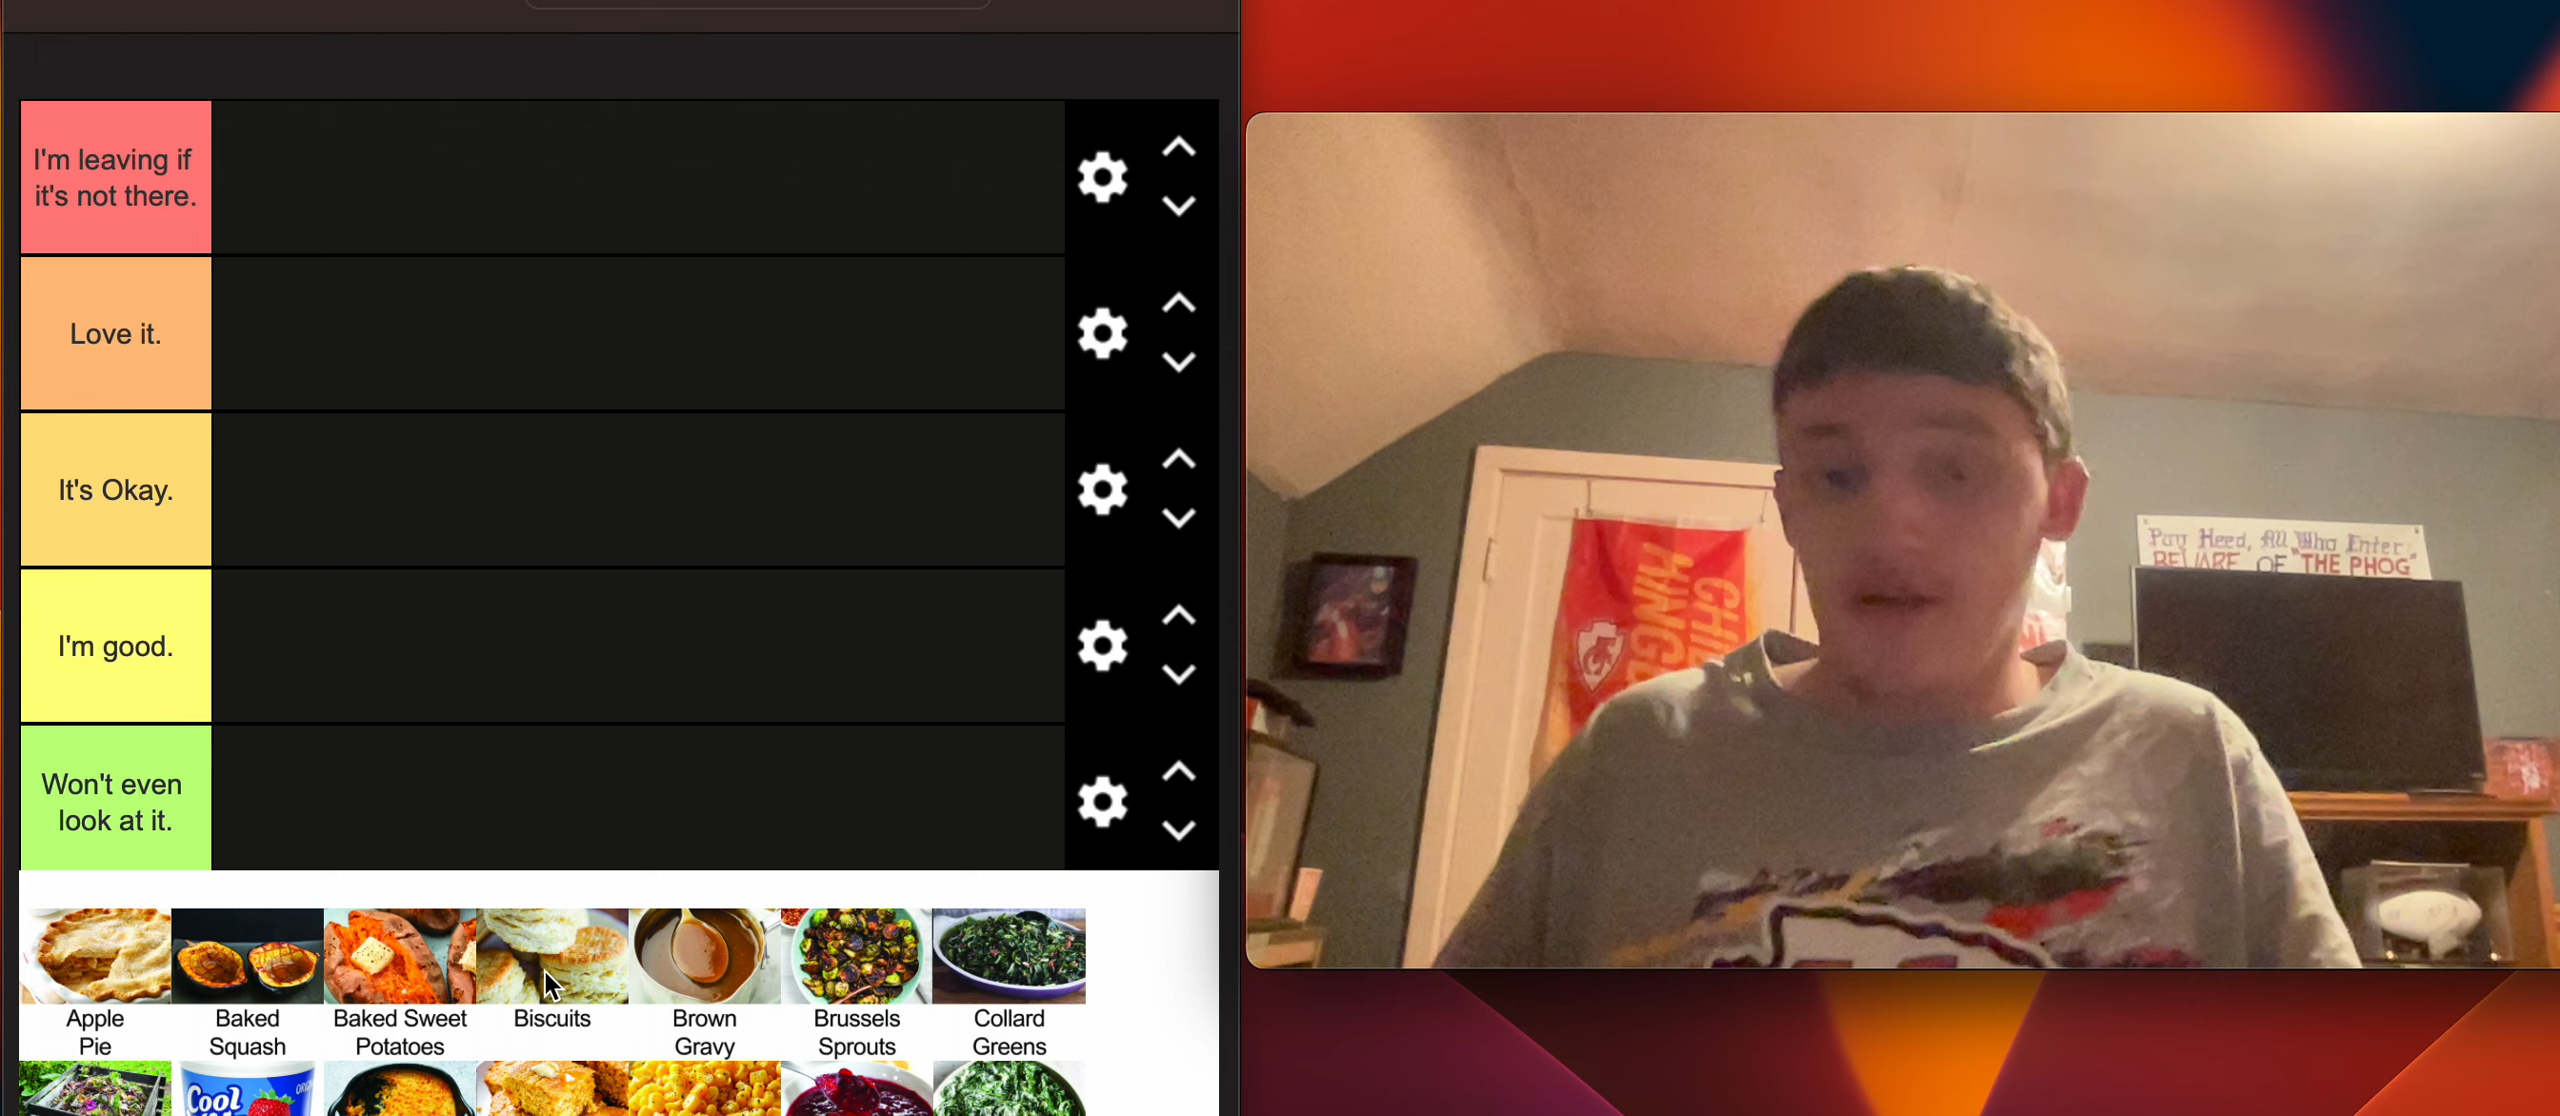 I'm leaving if
it's not there.
Love it.
It's Okay.
I'm good.
Won't even
look at it.
Apple
Pie
Baked
Squash
Baked Sweet
Potatoes
Biscuits
Brown
Gravy
Brussels
Sprouts
Collard
Greens
Cool
Pay Heed, All Who Enter:
BEWARE OF "THE PHOG"
KC